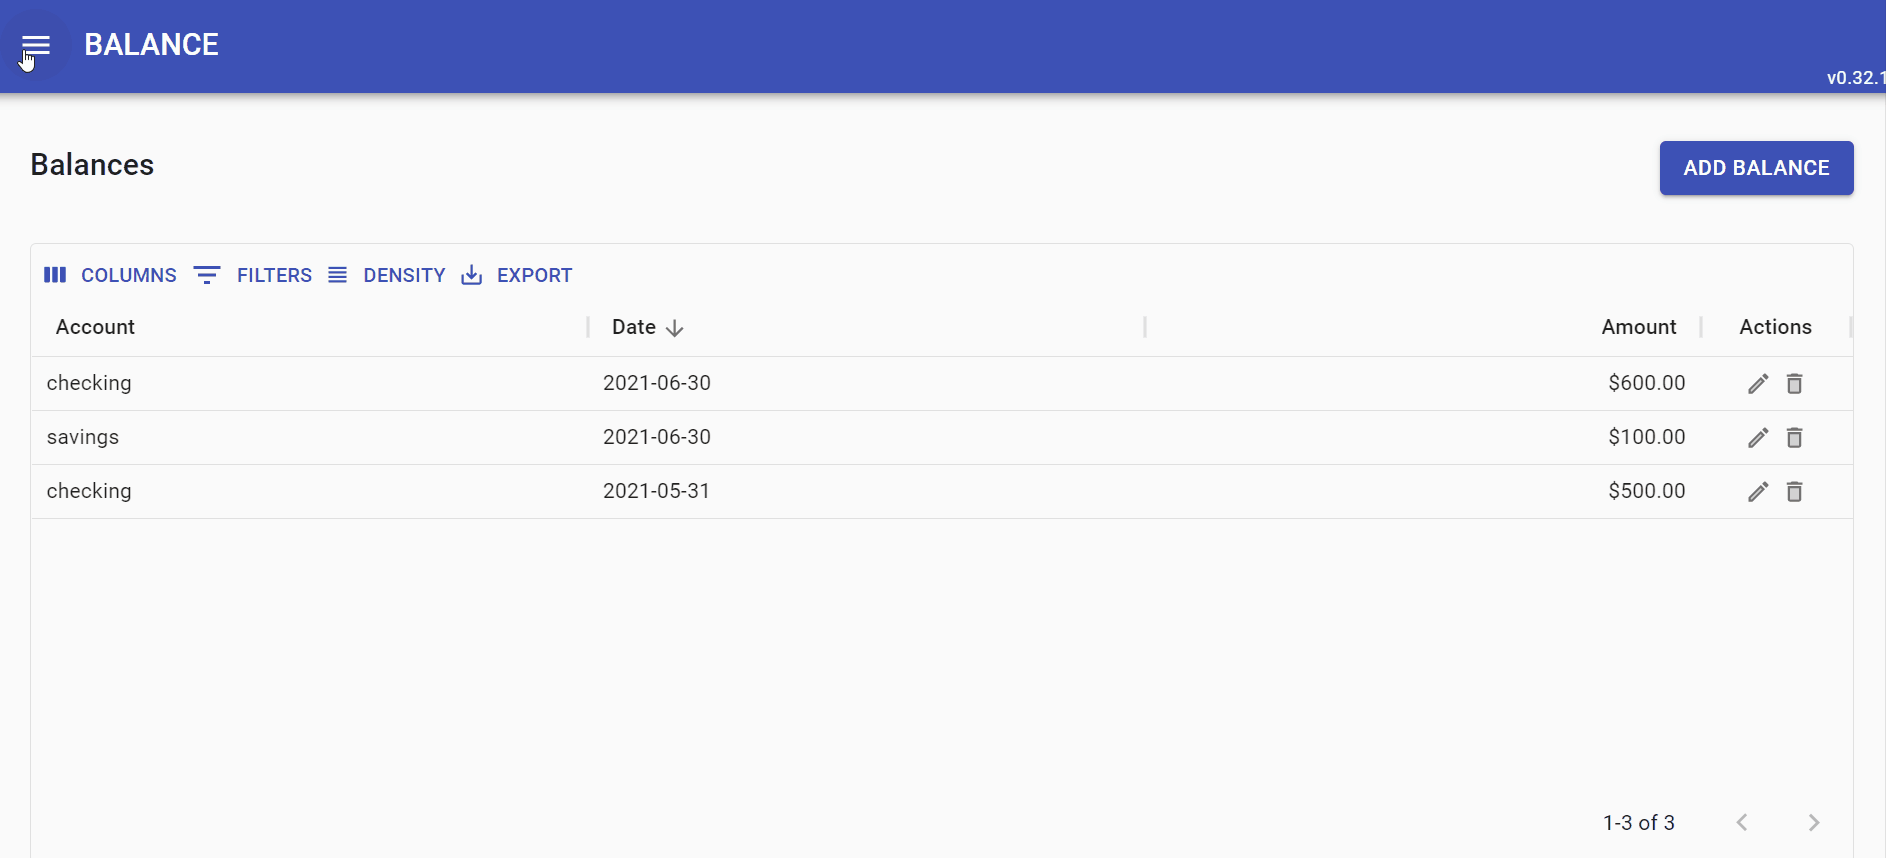 BALANCE
v0.32.1
Balances
ADD BALANCE
COLUMNS FILTERS DENSITY EXPORT
Account Date Amount Actions
checking 2021-06-30 $600.00
savings 2021-06-30 $100.00
checking 2021-05-31 $500.00
1-3 of 3